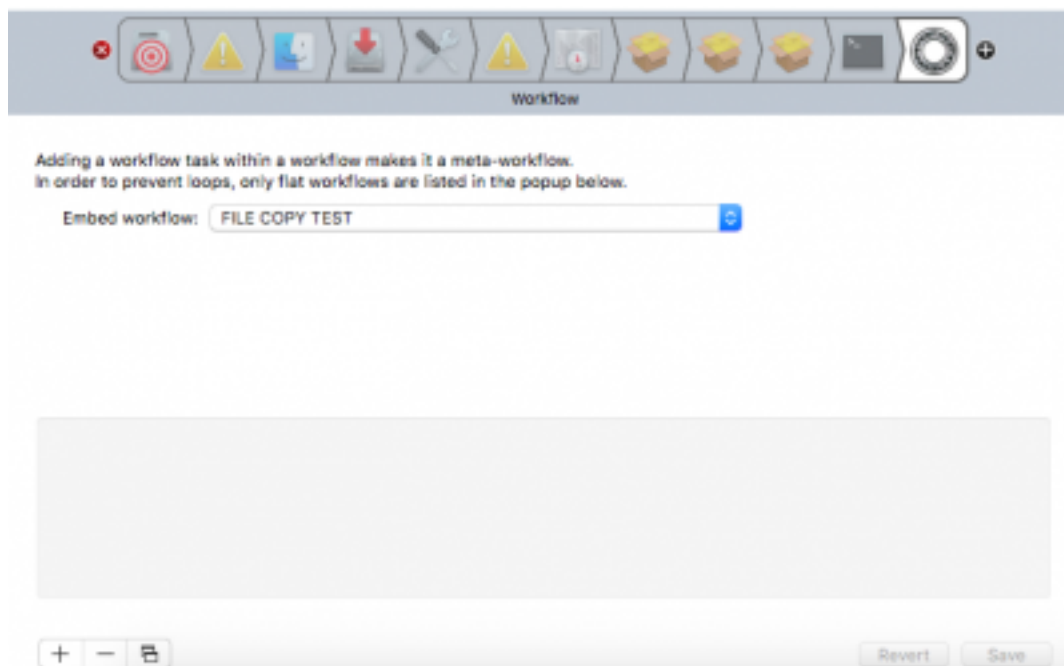 Workflow
Adding a workflow task within a workflow makes it a meta-workflow.
In order to prevent loops, only flat workflows are listed in the popup below.
Embed workflow: FILE COPY TEST
Revert Save